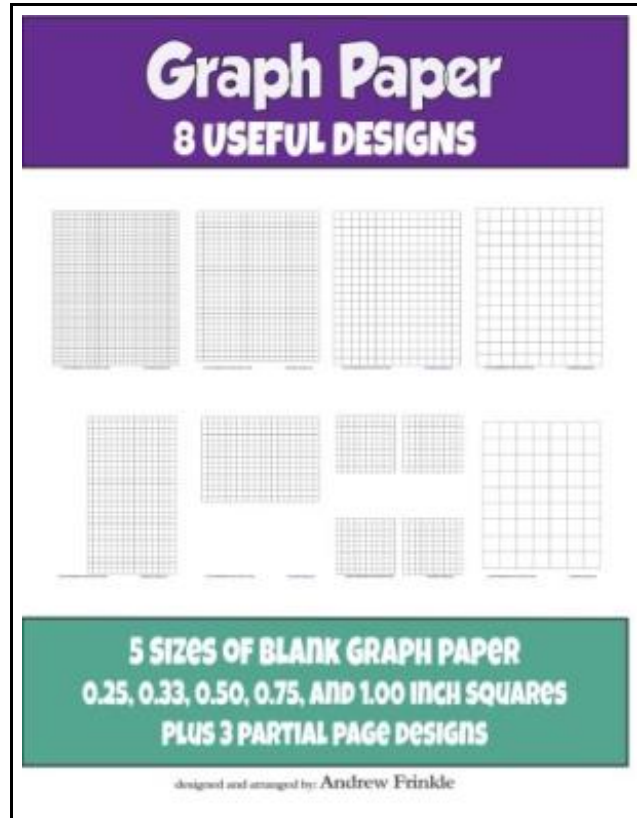 Graph Paper
8 USEFUL DESIGNS
5 SIZES OF BLANK GRAPH PAPER
0.25, 0.33, 0.50, 0.75, AND 1.00 INCH SQUARES
PLUS 3 PARTIAL PAGE DESIGNS
designed and arranged by: Andrew Frinkle